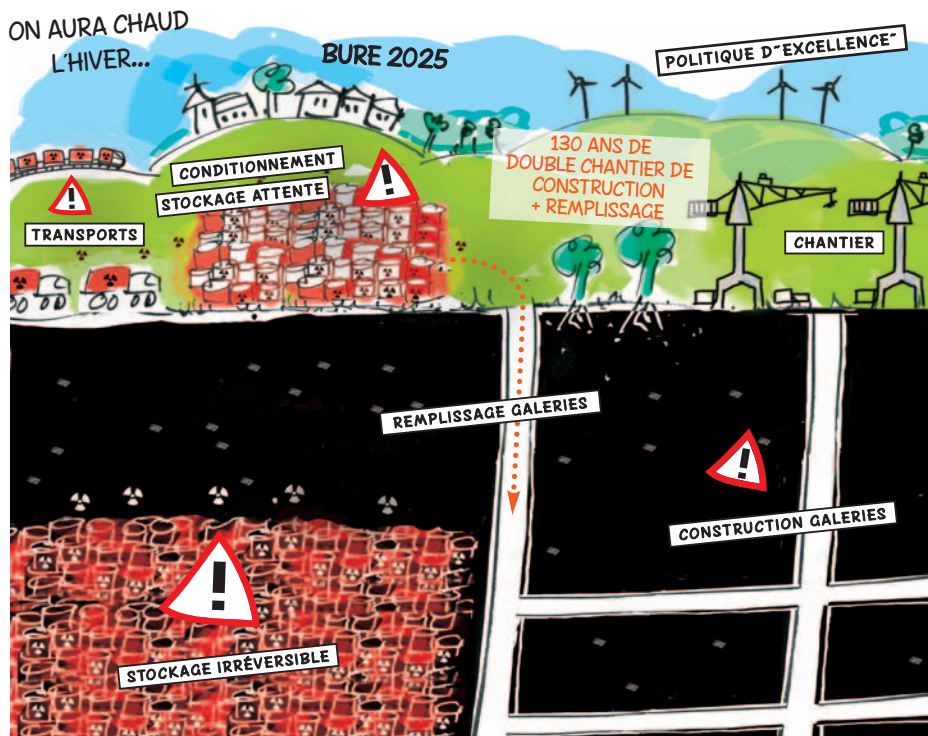 ON AURA CHAUD
L'HIVER...
BURE 2025
POLITIQUE D"EXCELLENCE"
CONDITIONNEMENT
STOCKAGE ATTENTE
130 ANS DE
DOUBLE CHANTIER DE
CONSTRUCTION
+ REMPLISSAGE
!
!
TRANSPORTS
CHANTIER
REMPLISSAGE GALERIES
!
CONSTRUCTION GALERIES
!
STOCKAGE IRRÉVERSIBLE